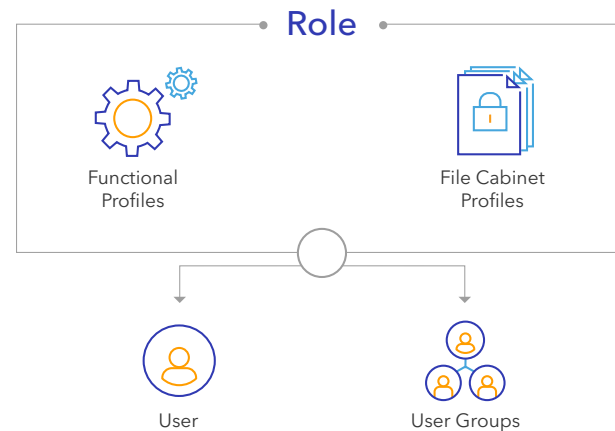 Role
Functional
Profiles
File Cabinet
Profiles
User
User Groups